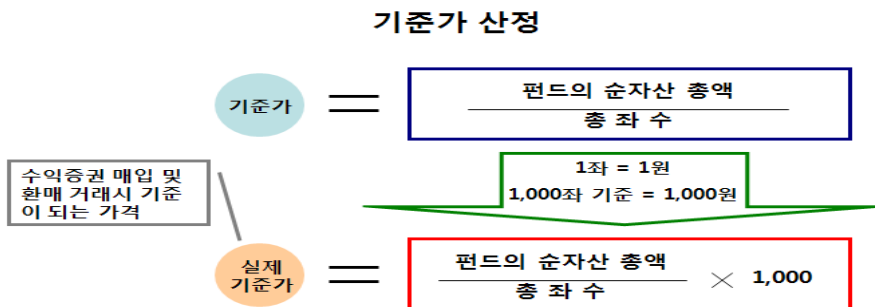 기준가 산정
기준가
=
펀드의 순자산 총액
총 좌 수
수익증권 매입 및
환매 거래시 기준
이 되는 가격
1좌 = 1원
1,000좌 기준 = 1,000원
실제
기준가
=
펀드의 순자산 총액
총 좌 수
× 1,000